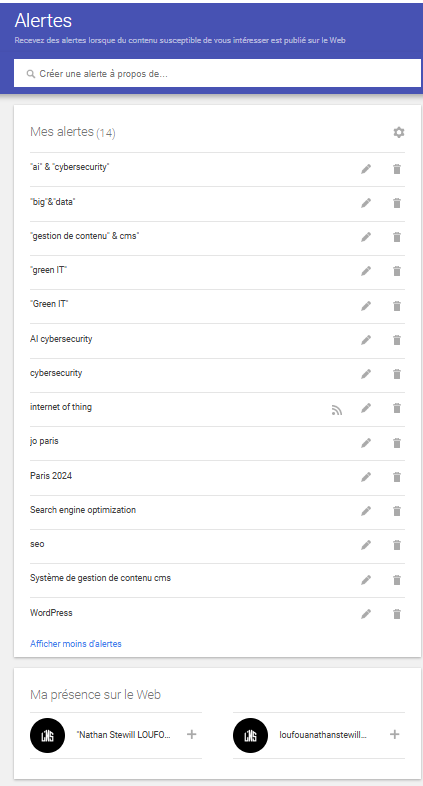 Alertes
Recevez des alertes lorsque du contenu susceptible de vous intéresser est publié sur le Web
Créer une alerte à propos de...
Mes alertes (14)
"ai" & "cybersecurity"
"big"&"data"
"gestion de contenu" & cms"
"green IT"
"Green IT"
AI cybersecurity
cybersecurity
internet of thing
jo paris
Paris 2024
Search engine optimization
seo
Système de gestion de contenu cms
WordPress
Afficher moins d'alertes
Ma présence sur le Web
"Nathan Stewill LOUFO...
loufouanathanstewill...